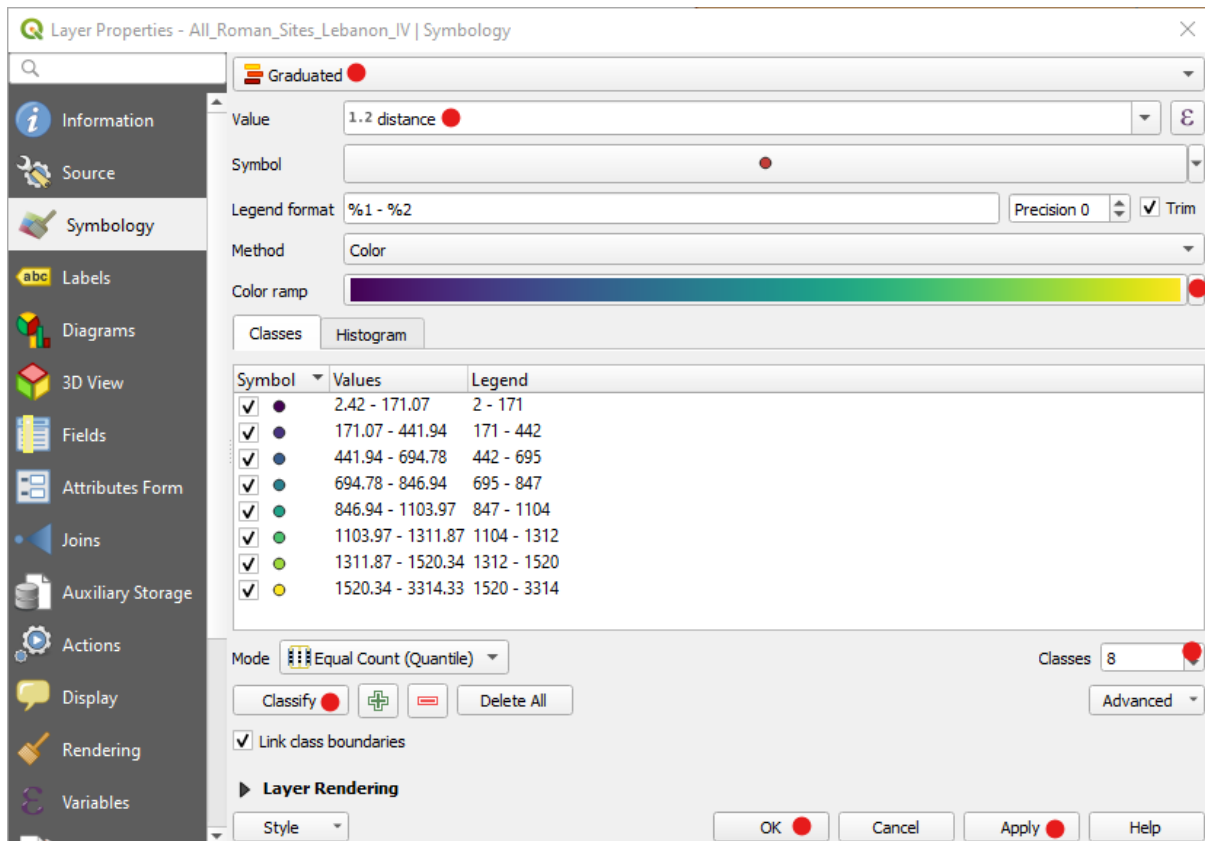 Layer Properties - All_Roman_Sites_Lebanon_IV | Symbology
Graduated
Information
Value 1.2 distance ε
Source
Symbol
Symbology
Legend format %1 - %2 Precision 0 Trim
Method Color
abc Labels
Color ramp
Diagrams
Classes Histogram
3D View
Symbol Values Legend
2.42 - 171.07 2 - 171
Fields
171.07 - 441.94 171 - 442
441.94 - 694.78 442 - 695
Attributes Form
694.78 - 846.94 695 - 847
846.94 - 1103.97 847 - 1104
Joins
1103.97 - 1311.87 1104 - 1312
1311.87 - 1520.34 1312 - 1520
Auxiliary Storage
1520.34 - 3314.33 1520 - 3314
Actions
Mode Equal Count (Quantile) Classes 8
Display
Classify Delete All Advanced
Link class boundaries
Rendering
Layer Rendering
ε Variables
Style OK Cancel Apply Help